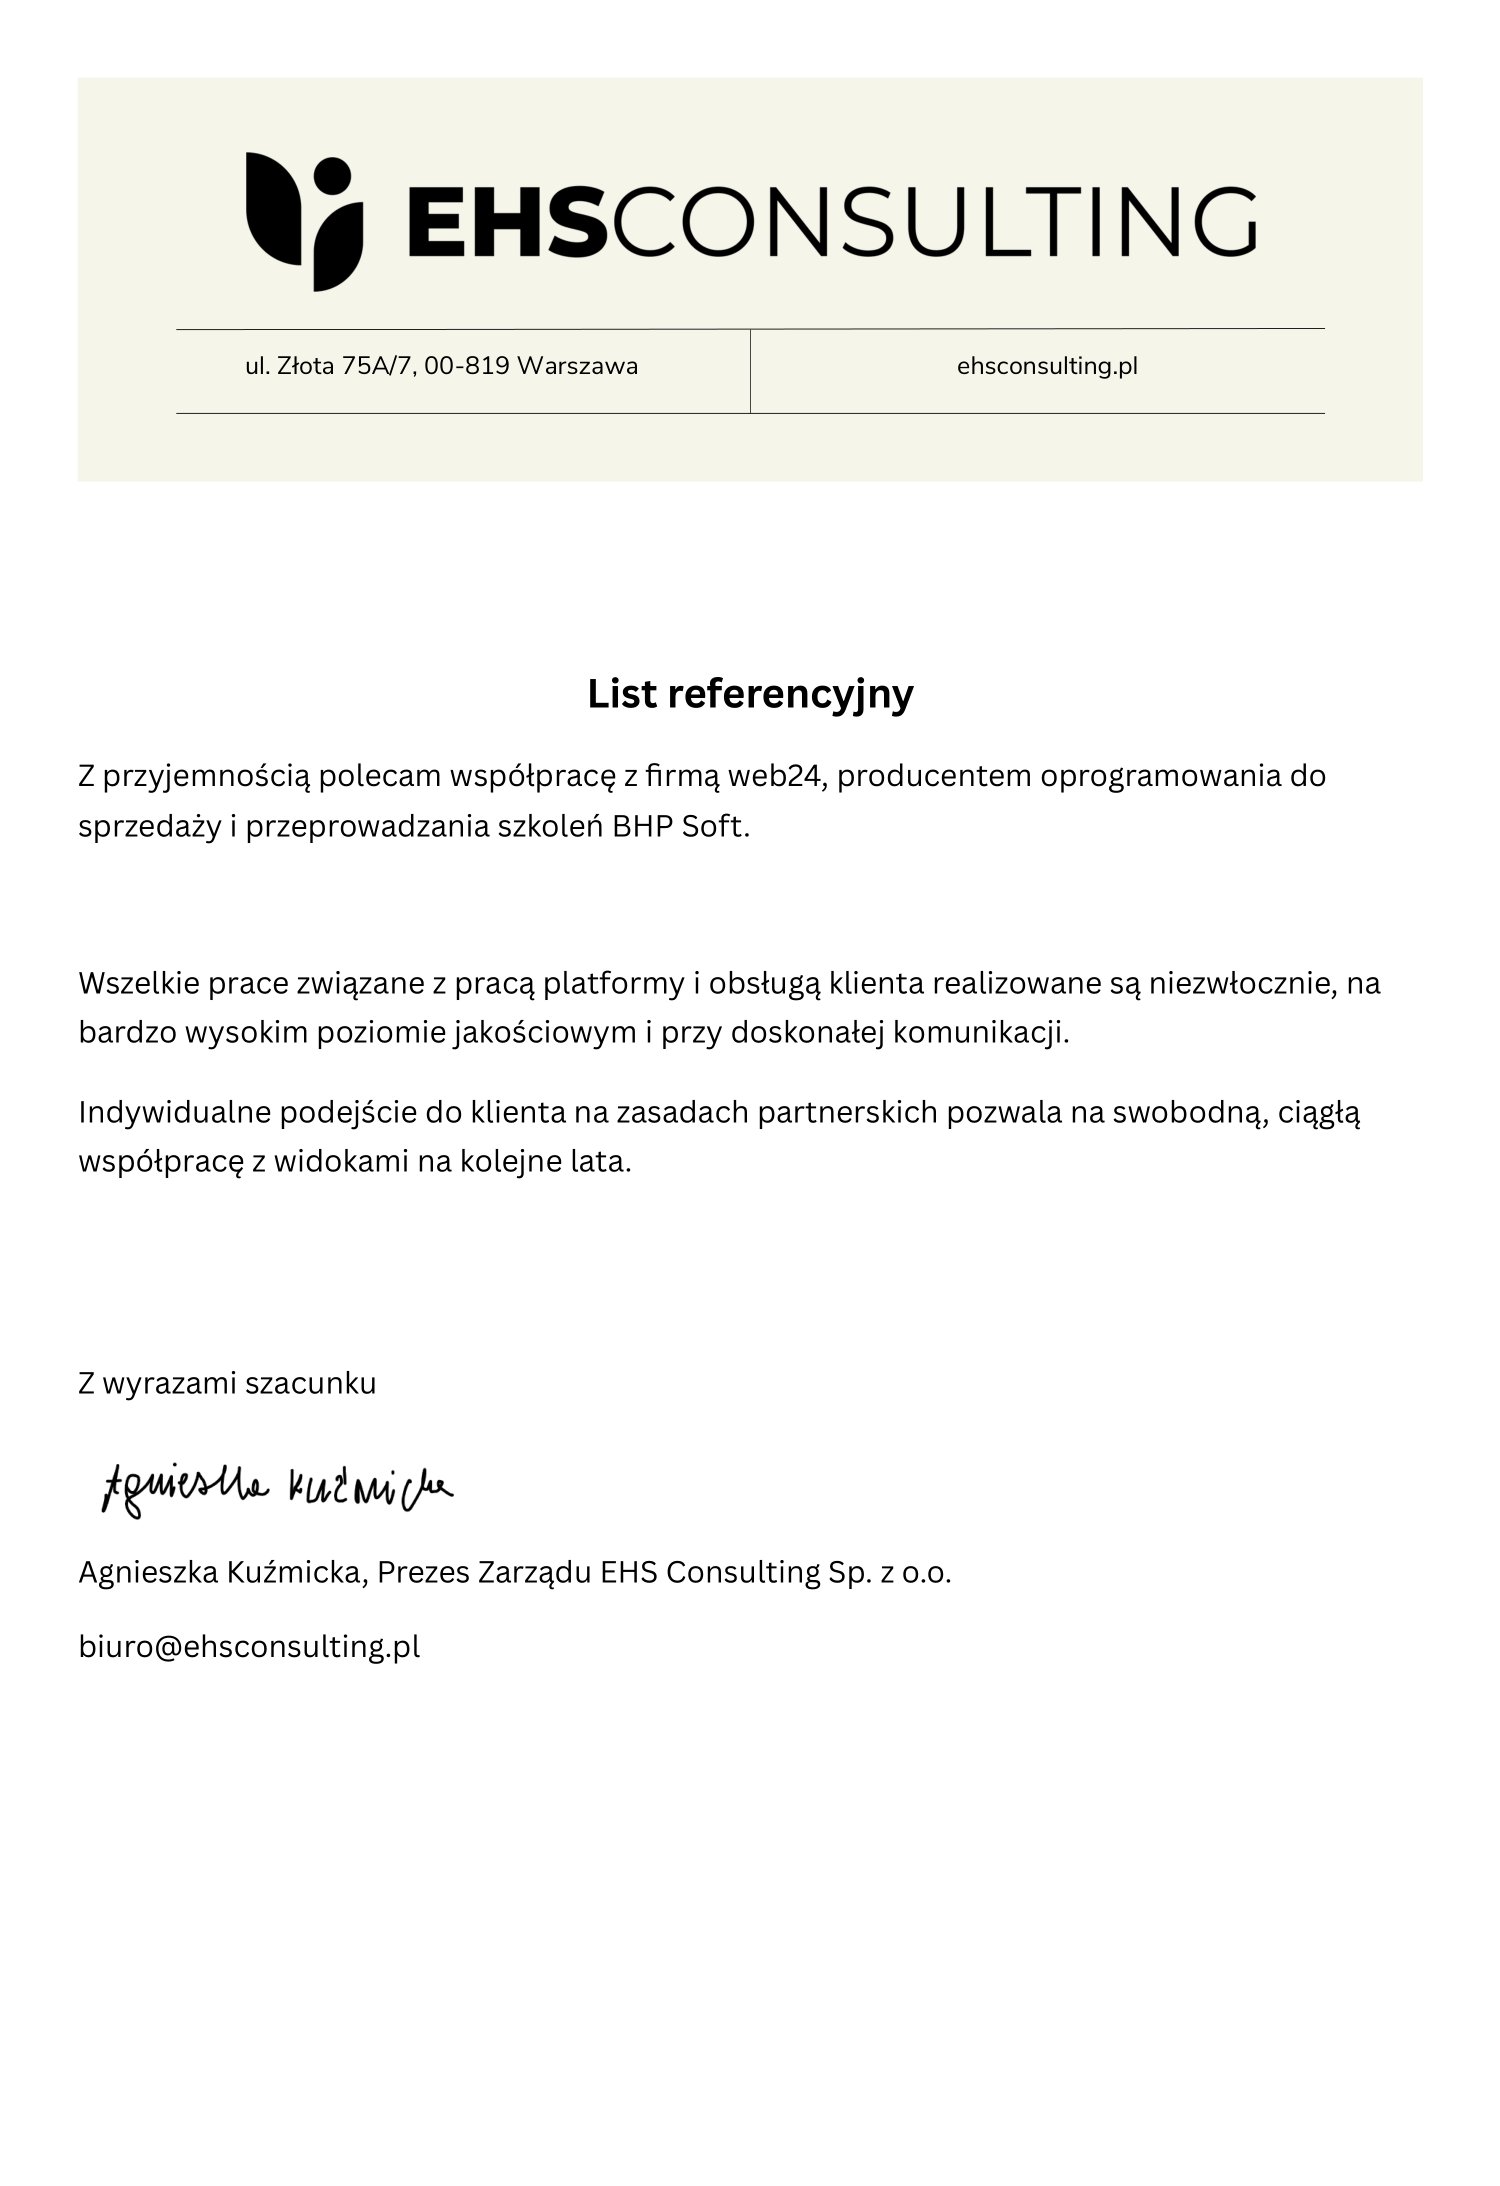 EHSCONSULTING
ul. Złota 75A/7, 00-819 Warszawa
ehsconsulting.pl
List referencyjny
Z przyjemnością polecam współpracę z firmą web24, producentem oprogramowania do
sprzedaży i przeprowadzania szkoleń BHP Soft.
Wszelkie prace związane z pracą platformy i obsługą klienta realizowane są niezwłocznie, na
bardzo wysokim poziomie jakościowym i przy doskonałej komunikacji.
Indywidualne podejście do klienta na zasadach partnerskich pozwala na swobodną, ciągłą
współpracę z widokami na kolejne lata.
Z wyrazami szacunku
Agnieszka Kuźmicka
Agnieszka Kuźmicka, Prezes Zarządu EHS Consulting Sp. z o.o.
biuro@ehsconsulting.pl